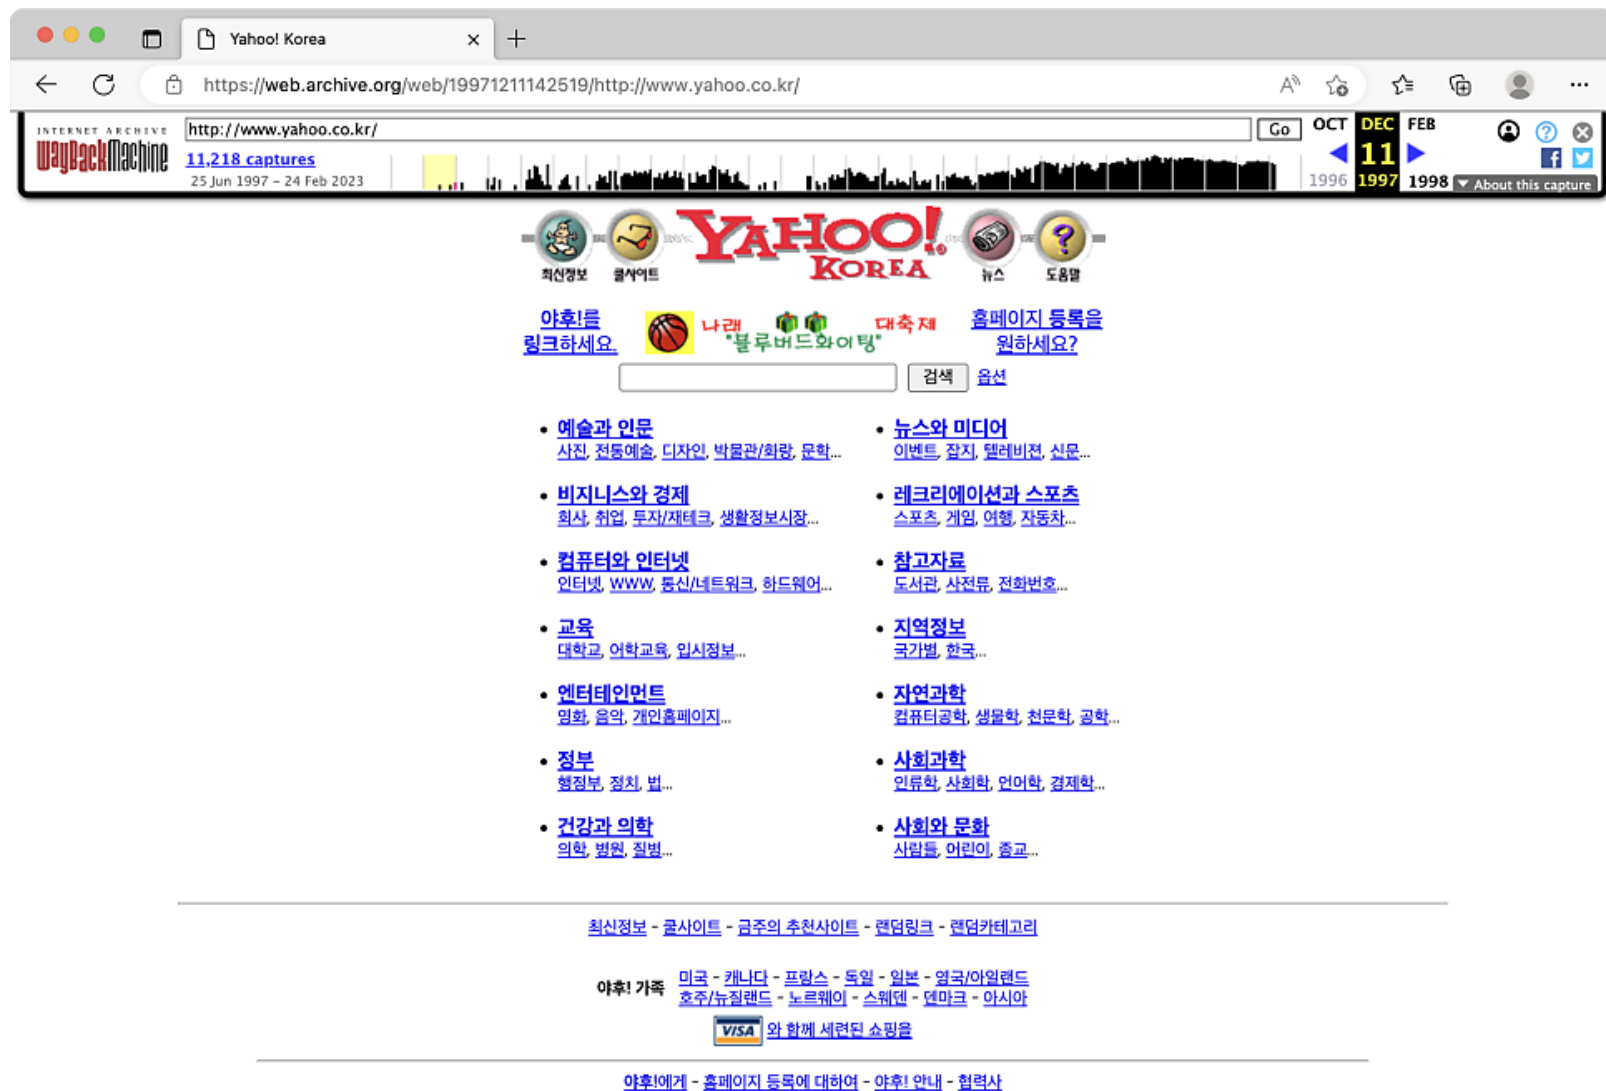 Yahoo! Korea
https://web.archive.org/web/19971211142519/http://www.yahoo.co.kr/
INTERNET ARCHIVE
WayBackMachine
http://www.yahoo.co.kr/
Go
OCT DEC FEB
11
1996 1997 1998
11,218 captures
25 Jun 1997 – 24 Feb 2023
About this capture
YAHOO! KOREA
최신정보 쿨사이트 뉴스 도움말
야후!를
링크하세요.
나래 대축제
"블루버드화이팅"
홈페이지 등록을
원하세요?
검색 옵션
• 예술과 인문
사진, 전통예술, 디자인, 박물관/화랑, 문학...
• 비지니스와 경제
회사, 취업, 투자/재테크, 생활정보시장...
• 컴퓨터와 인터넷
인터넷, WWW, 통신/네트워크, 하드웨어...
• 교육
대학교, 어학교육, 입시정보...
• 엔터테인먼트
영화, 음악, 개인홈페이지...
• 정부
행정부, 정치, 법...
• 건강과 의학
의학, 병원, 질병...
• 뉴스와 미디어
이벤트, 잡지, 텔레비젼, 신문...
• 레크리에이션과 스포츠
스포츠, 게임, 여행, 자동차...
• 참고자료
도서관, 사전류, 전화번호...
• 지역정보
국가별, 한국...
• 자연과학
컴퓨터공학, 생물학, 천문학, 공학...
• 사회과학
인류학, 사회학, 언어학, 경제학...
• 사회와 문화
사람들, 어린이, 종교...
최신정보 - 쿨사이트 - 금주의 추천사이트 - 랜덤링크 - 랜덤카테고리
야후! 가족
미국 - 캐나다 - 프랑스 - 독일 - 일본 - 영국/아일랜드
호주/뉴질랜드 - 노르웨이 - 스웨덴 - 덴마크 - 아시아
VISA 와 함께 세련된 쇼핑을
야후!에게 - 홈페이지 등록에 대하여 - 야후! 안내 - 협력사